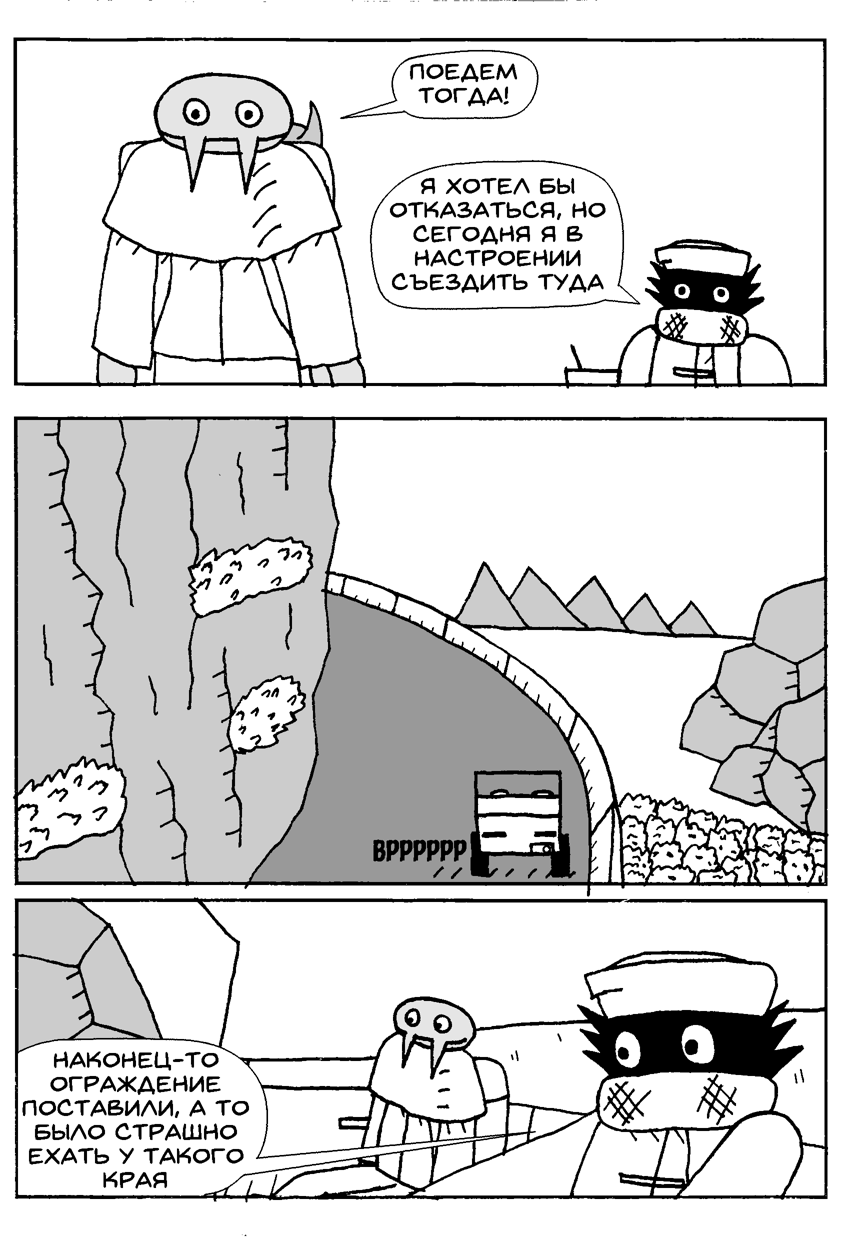 ПОЕДЕМ
ТОГДА!
Я ХОТЕЛ БЫ
ОТКАЗАТЬСЯ, НО
СЕГОДНЯ Я В
НАСТРОЕНИИ
СЪЕЗДИТЬ ТУДА
ВРРРРРР
НАКОНЕЦ-ТО
ОГРАЖДЕНИЕ
ПОСТАВИЛИ, А ТО
БЫЛО СТРАШНО
ЕХАТЬ У ТАКОГО
КРАЯ